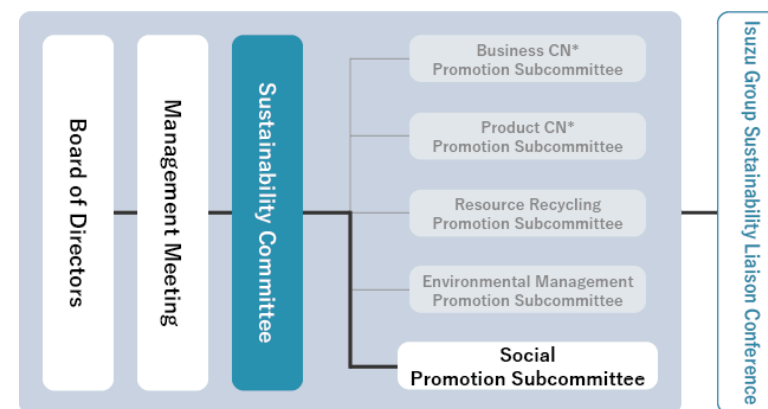 Board of Directors
Management Meeting
Sustainability Committee
Business CN*
Promotion Subcommittee
Product CN*
Promotion Subcommittee
Resource Recycling
Promotion Subcommittee
Environmental Management
Promotion Subcommittee
Social
Promotion Subcommittee
Isuzu Group Sustainability Liaison Conference